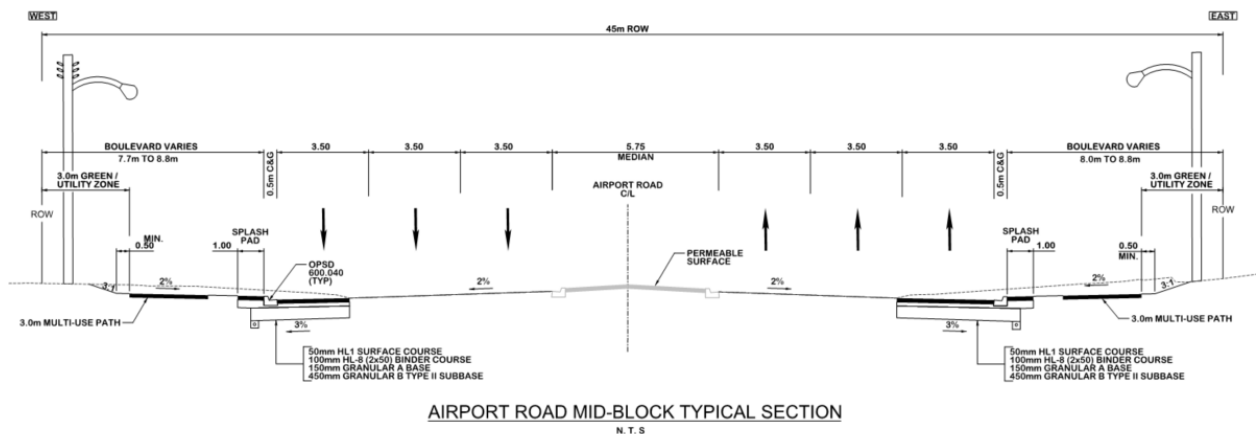 WEST
EAST
45m ROW
BOULEVARD VARIES
7.7m TO 8.8m
0.5m C&G
3.50
3.50
3.50
5.75
MEDIAN
3.50
3.50
3.50
0.5m C&G
BOULEVARD VARIES
8.0m TO 8.8m
3.0m GREEN /
UTILITY ZONE
AIRPORT ROAD
C/L
3.0m GREEN /
UTILITY ZONE
ROW
ROW
MIN.
0.50
SPLASH
PAD
1.00
OPSD
600.040
(TYP)
PERMEABLE
SURFACE
SPLASH
PAD
1.00
0.50
MIN.
3:1
2%
2%
2%
2%
3:1
3.0m MULTI-USE PATH
3%
3%
3.0m MULTI-USE PATH
50mm HL1 SURFACE COURSE
100mm HL-8 (2x50) BINDER COURSE
150mm GRANULAR A BASE
450mm GRANULAR B TYPE II SUBBASE
50mm HL1 SURFACE COURSE
100mm HL-8 (2x50) BINDER COURSE
150mm GRANULAR A BASE
450mm GRANULAR B TYPE II SUBBASE
AIRPORT ROAD MID-BLOCK TYPICAL SECTION
N. T. S